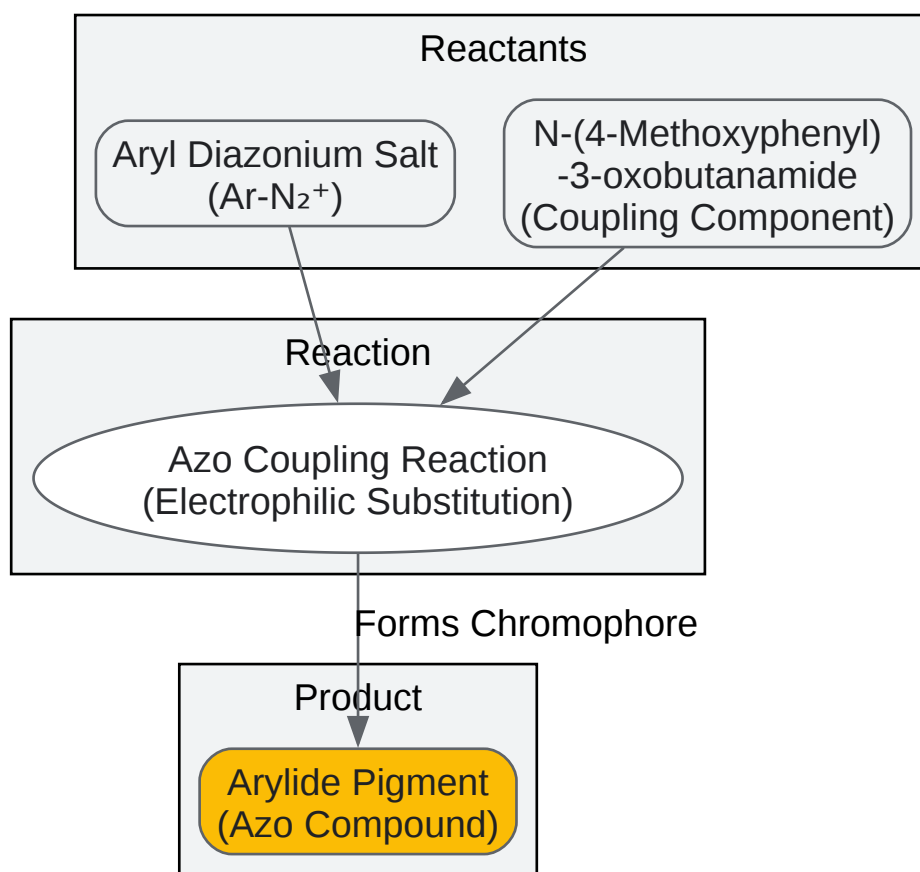 Reactants
Aryl Diazonium Salt
(Ar-N₂⁺)
N-(4-Methoxyphenyl)
-3-oxobutanamide
(Coupling Component)
Reaction
Azo Coupling Reaction
(Electrophilic Substitution)
Forms Chromophore
Product
Arylide Pigment
(Azo Compound)